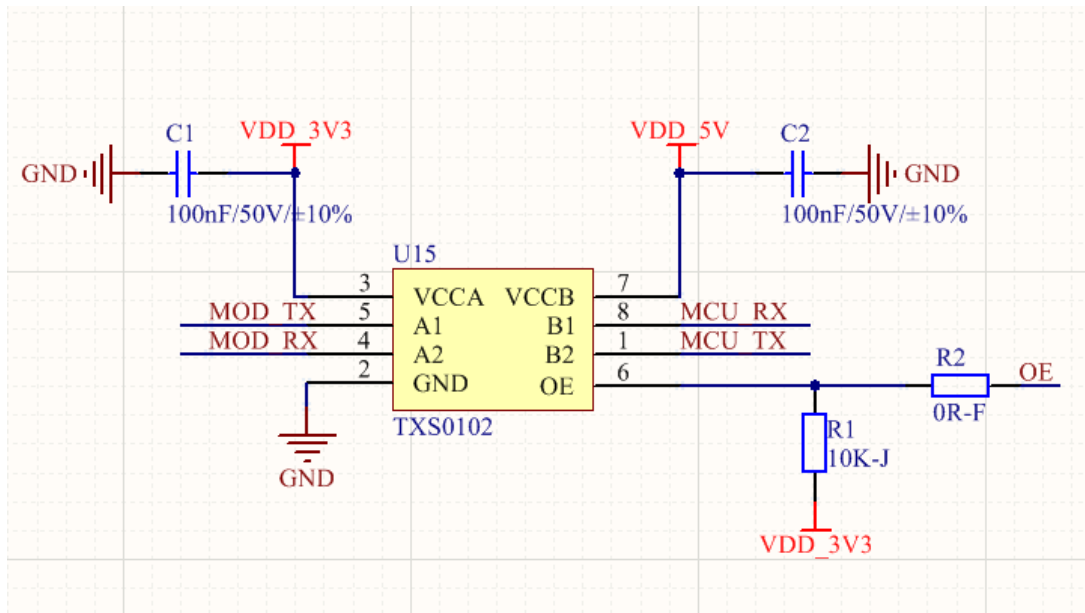 C1
VDD_3V3
VDD_5V
C2
GND
GND
100nF/50V/±10%
100nF/50V/±10%
U15
3
VCCA
VCCB
7
MOD_TX
5
A1
B1
8
MCU_RX
MOD_RX
4
A2
B2
1
MCU_TX
2
GND
OE
6
R2
OE
0R-F
TXS0102
R1
10K-J
GND
VDD_3V3